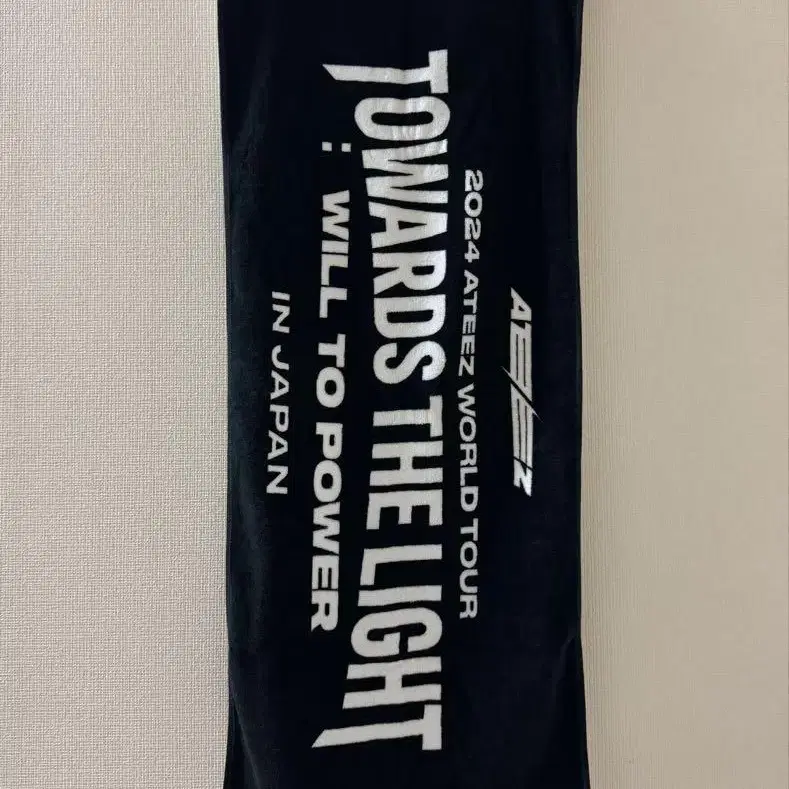 ATEEZ
2024 ATEEZ WORLD TOUR
TOWARDS THE LIGHT
: WILL TO POWER
IN JAPAN